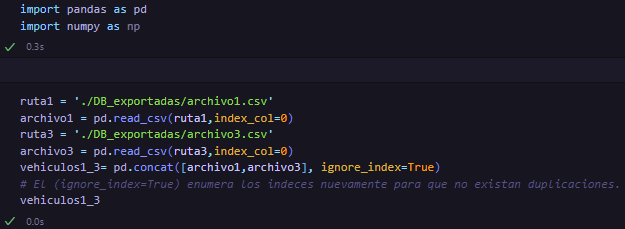 import pandas as pd
import numpy as np
0.3s
ruta1 = './DB_exportadas/archivo1.csv'
archivo1 = pd.read_csv(ruta1,index_col=0)
ruta3 = './DB_exportadas/archivo3.csv'
archivo3 = pd.read_csv(ruta3,index_col=0)
vehiculos1_3= pd.concat([archivo1,archivo3], ignore_index=True)
# EL (ignore_index=True) enumera los indeces nuevamente para que no existan duplicaciones.
vehiculos1_3
0.0s